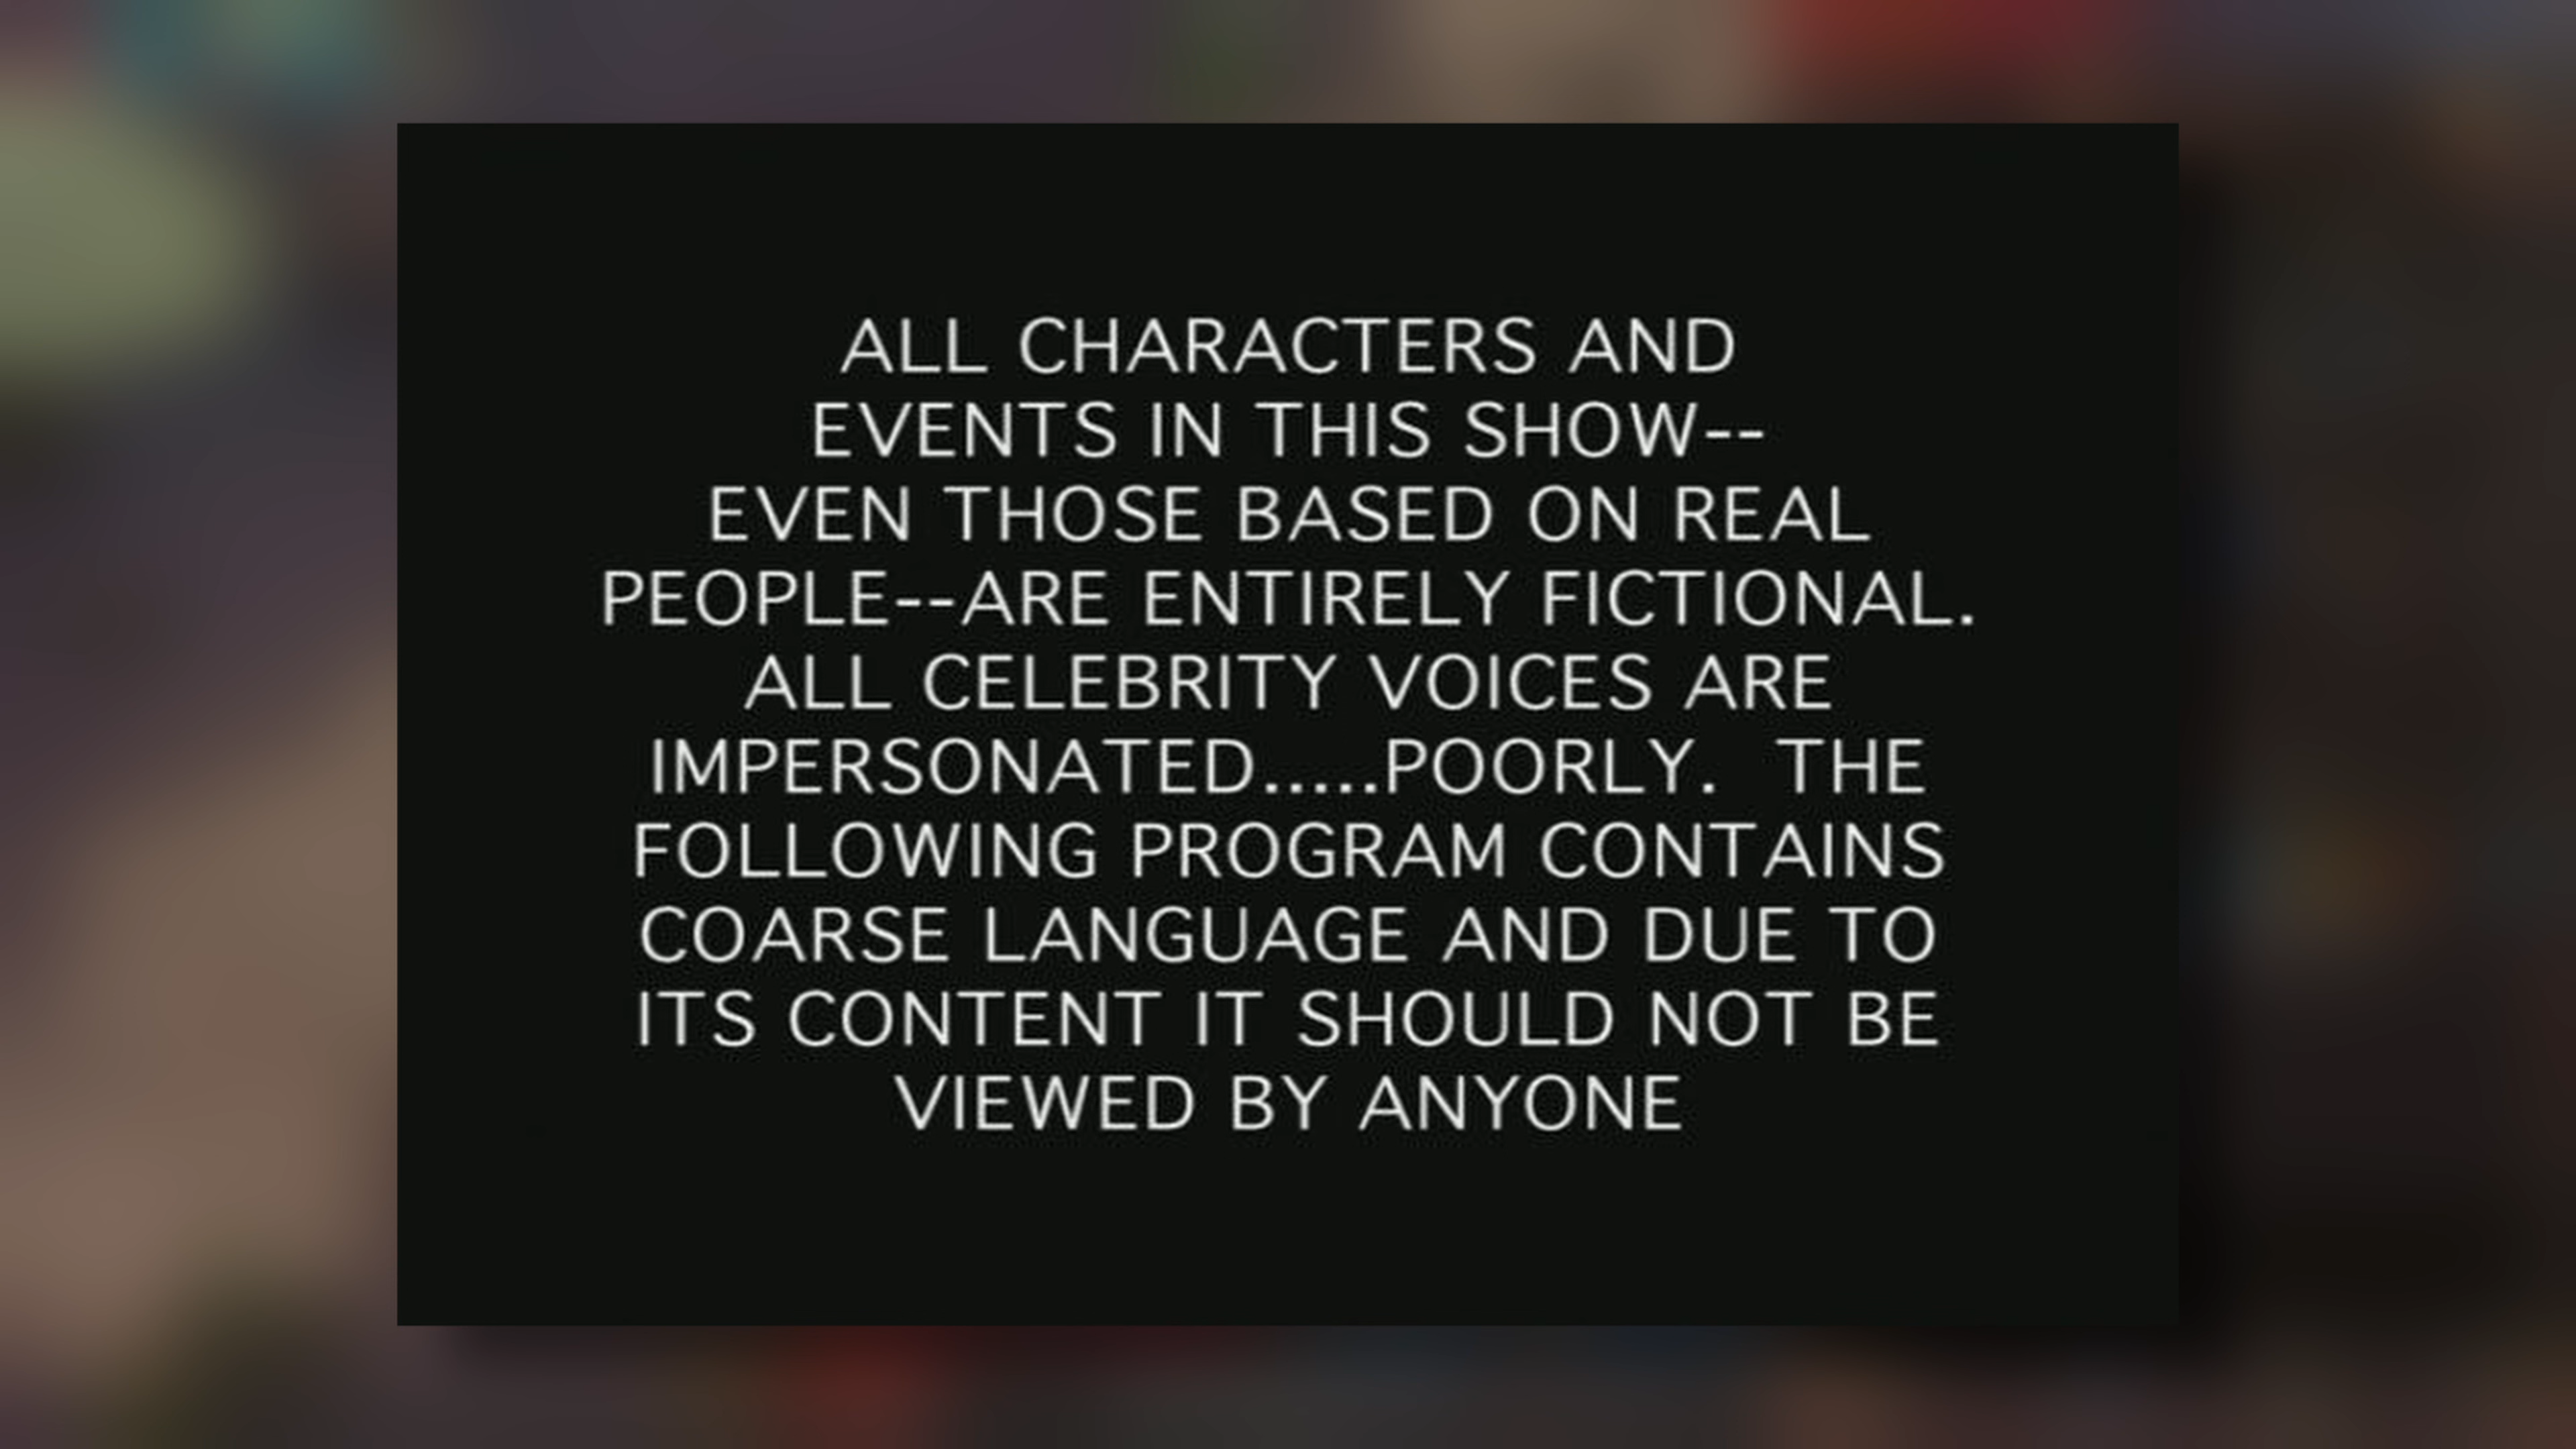 ALL CHARACTERS AND
EVENTS IN THIS SHOW--
EVEN THOSE BASED ON REAL
PEOPLE--ARE ENTIRELY FICTIONAL.
ALL CELEBRITY VOICES ARE
IMPERSONATED.....POORLY.  THE
FOLLOWING PROGRAM CONTAINS
COARSE LANGUAGE AND DUE TO
ITS CONTENT IT SHOULD NOT BE
VIEWED BY ANYONE